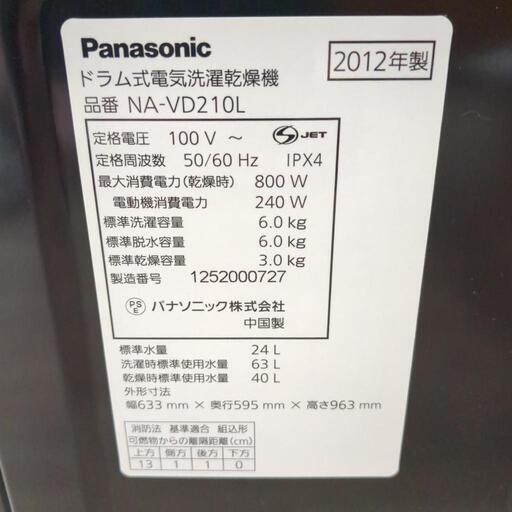 Panasonic
2012年製
ドラム式電気洗濯乾燥機
品番 NA-VD210L
定格電圧 100 V ～ S JET
定格周波数 50/60 Hz IPX4
最大消費電力(乾燥時) 800 W
電動機消費電力 240 W
標準洗濯容量 6.0 kg
標準脱水容量 6.0 kg
標準乾燥容量 3.0 kg
製造番号 1252000727
PS E パナソニック株式会社
中国製
標準水量 24 L
洗濯時標準使用水量 63 L
乾燥時標準使用水量 40 L
外形寸法
幅633 mm × 奥行595 mm × 高さ963 mm
消防法 基準適合 組込形
可燃物からの離隔距離(cm)
上方 側方 後方 下方
13 1 1 0